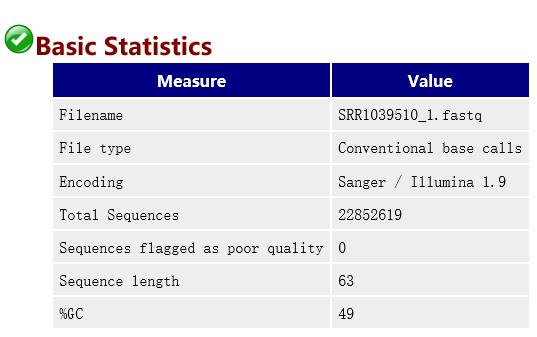 Basic Statistics
Measure Value
Filename SRR1039510_1.fastq
File type Conventional base calls
Encoding Sanger / Illumina 1.9
Total Sequences 22852619
Sequences flagged as poor quality 0
Sequence length 63
%GC 49